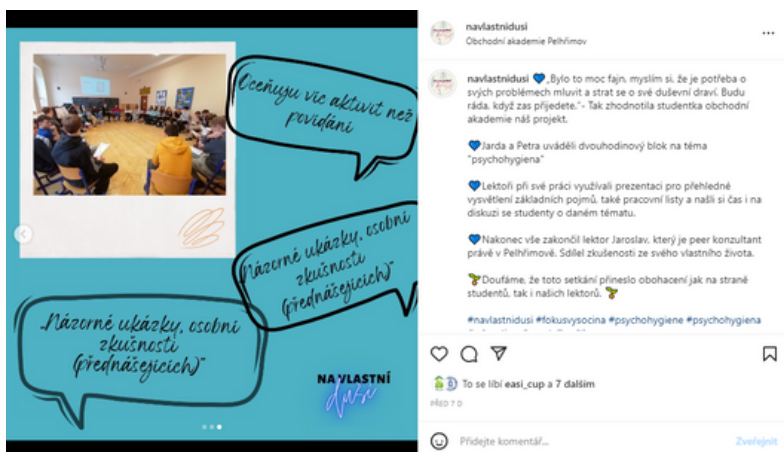 Oceňuju víc aktivit než
povídání
Názorné ukázky, osobní
zkušenosti
(přednášejících)"
„Názorné ukázky, osobní
zkušenosti
(přednášejících)"
NA VLASTNÍ
duši
navlastnidusi
Obchodní akademie Pelhřimov
navlastnidusi 💙„Bylo to moc fajn, myslím si, že je potřeba o
svých problémech mluvit a strat se o své duševní draví. Budu
ráda, když zas přijedete."- Tak zhodnotila studentka obchodní
akademie náš projekt.
💙Jarda a Petra uváděli dvouhodinový blok na téma
"psychohygiena"
💙Lektoři při své práci využívali prezentaci pro přehledné
vysvětlení základních pojmů, také pracovní listy a našli si čas i na
diskuzi se studenty o daném tématu.
💙Nakonec vše zakončil lektor Jaroslav, který je peer konzultant
právě v Pelhřimově. Sdílel zkušenosti ze svého vlastního života.
🌱Doufáme, že toto setkání přineslo obohacení jak na straně
studentů, tak i našich lektorů. 🌱
#navlastnidusi #fokusvysocina #psychohygiene #psychohygiena
To se líbí easi_cup a 7 dalším
PŘED 7 D
Přidejte komentář...
Zveřejnit